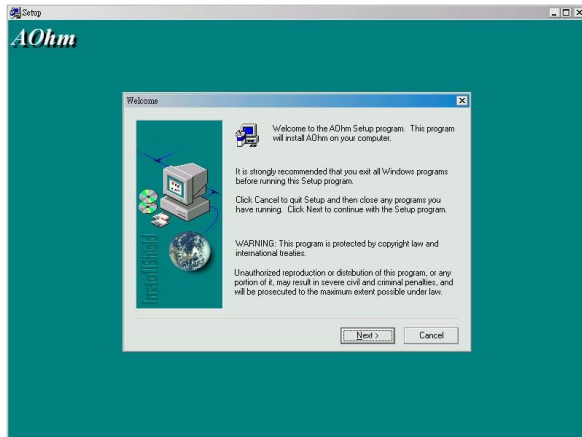 Setup
AOhm
Welcome
Welcome to the AOhm Setup program. This program
will install AOhm on your computer.
It is strongly recommended that you exit all Windows programs
before running this Setup program.
Click Cancel to quit Setup and then close any programs you
have running. Click Next to continue with the Setup program.
WARNING: This program is protected by copyright law and
international treaties.
Unauthorized reproduction or distribution of this program, or any
portion of it, may result in severe civil and criminal penalties, and
will be prosecuted to the maximum extent possible under law.
InstallShield
Next >
Cancel